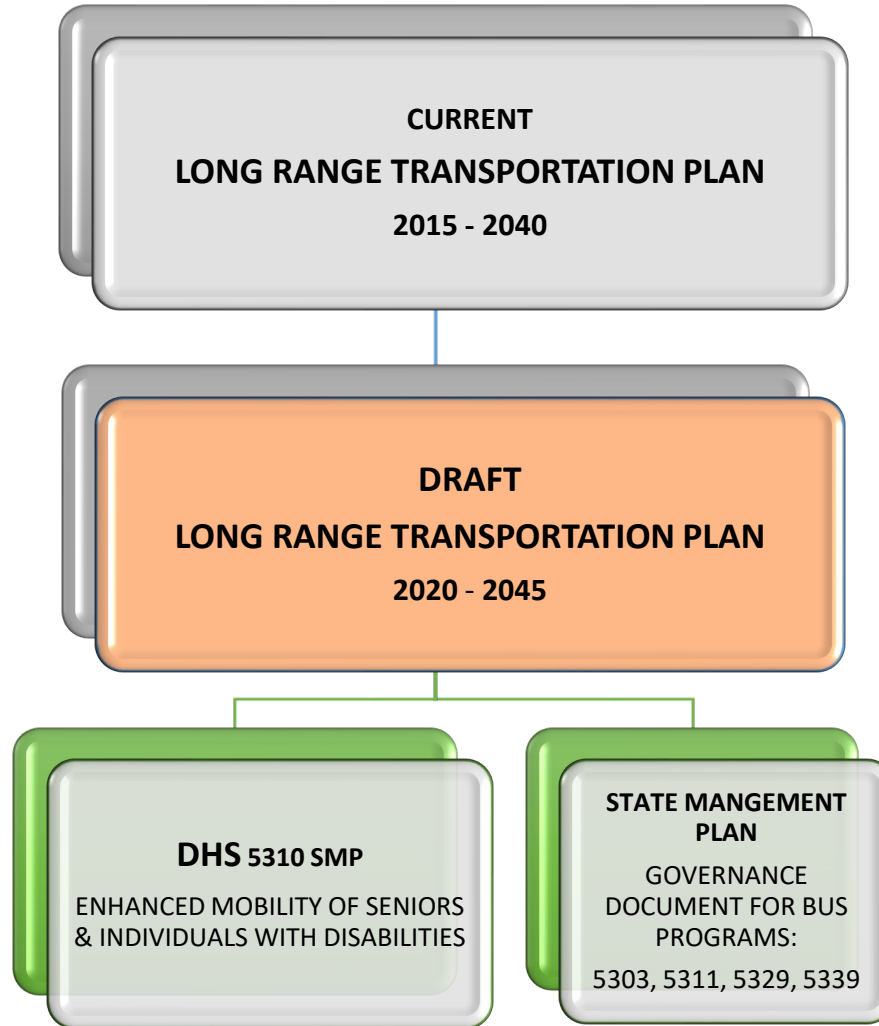 CURRENT
LONG RANGE TRANSPORTATION PLAN
2015 - 2040
DRAFT
LONG RANGE TRANSPORTATION PLAN
2020 - 2045
DHS 5310 SMP
ENHANCED MOBILITY OF SENIORS
& INDIVIDUALS WITH DISABILITIES
STATE MANGEMENT
PLAN
GOVERNANCE
DOCUMENT FOR BUS
PROGRAMS:
5303, 5311, 5329, 5339